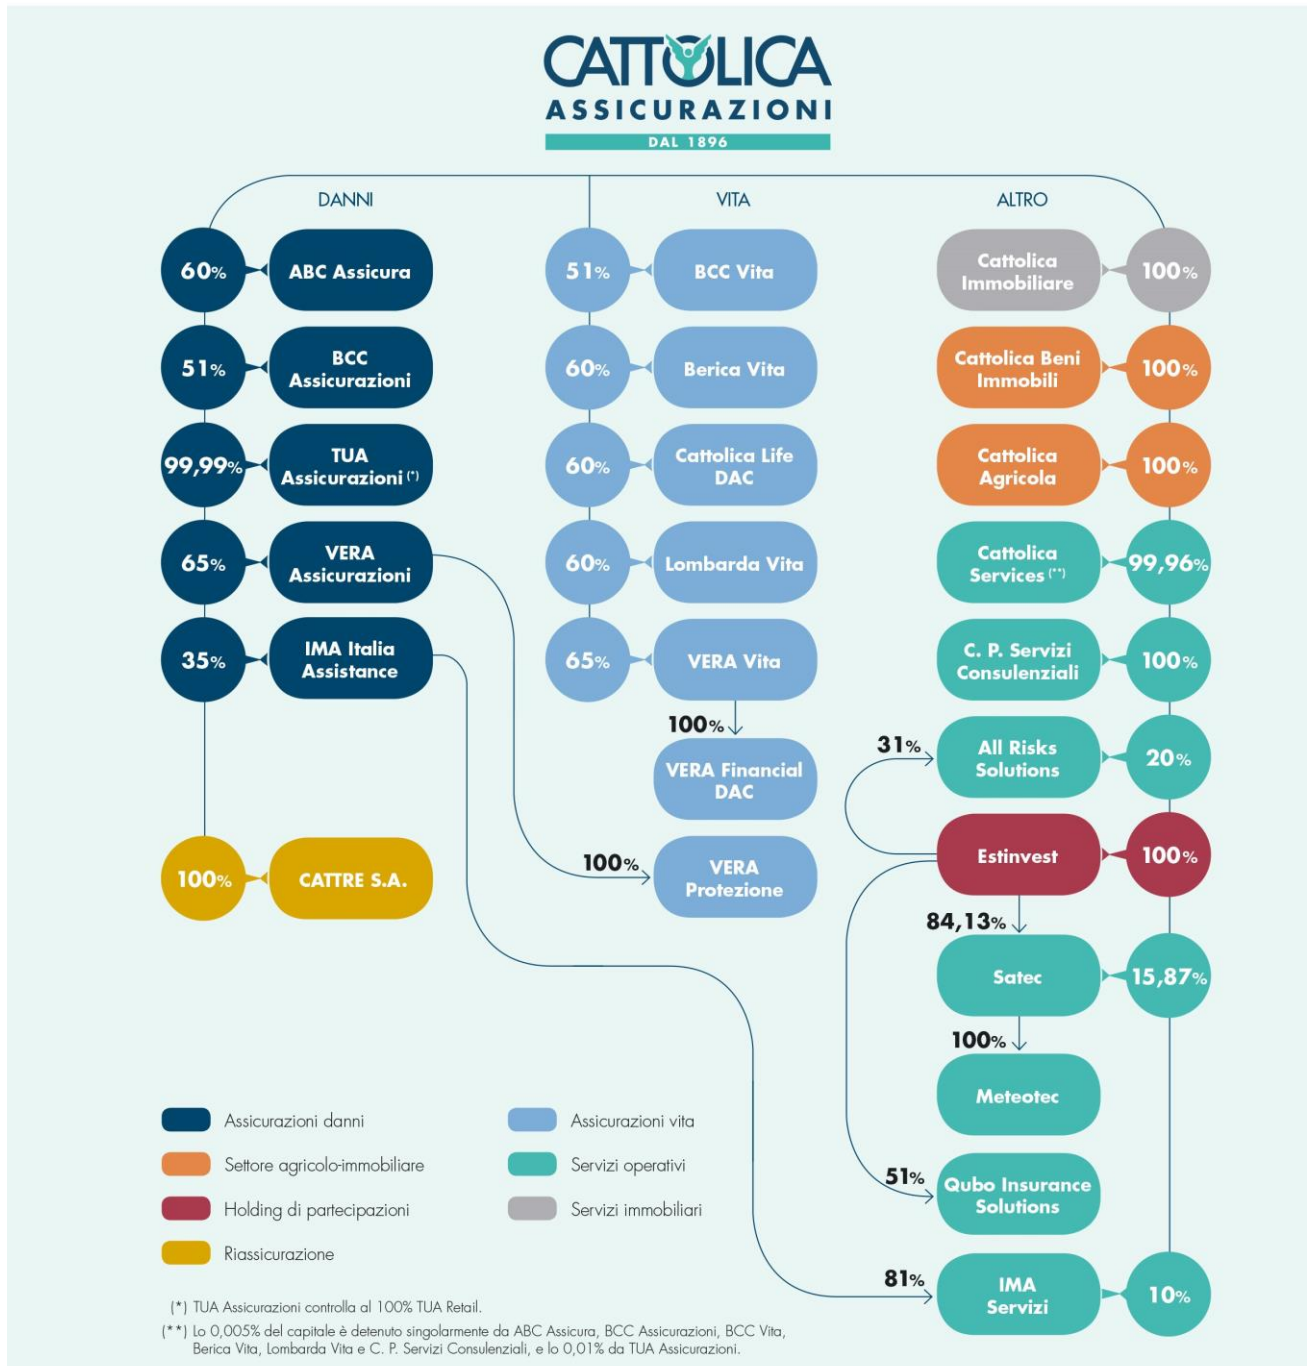 CATTOLICA
ASSICURAZIONI
DAL 1896
DANNI
VITA
ALTRO
60%
ABC Assicura
51%
BCC
Assicurazioni
99,99%
TUA
Assicurazioni (*)
65%
VERA
Assicurazioni
35%
IMA Italia
Assistance
100%
CATTRE S.A.
51%
BCC Vita
60%
Berica Vita
60%
Cattolica Life
DAC
60%
Lombarda Vita
65%
VERA Vita
100%
VERA Financial
DAC
100%
VERA
Protezione
Cattolica
Immobiliare
100%
Cattolica Beni
Immobili
100%
Cattolica
Agricola
100%
Cattolica
Services (**)
99,96%
C. P. Servizi
Consulenziali
100%
31%
All Risks
Solutions
20%
Estinvest
100%
84,13%
Satec
15,87%
100%
Meteotec
51%
Qubo Insurance
Solutions
81%
IMA
Servizi
10%
Assicurazioni danni
Assicurazioni vita
Settore agricolo-immobiliare
Servizi operativi
Holding di partecipazioni
Servizi immobiliari
Riassicurazione
(*) TUA Assicurazioni controlla al 100% TUA Retail.
(**) Lo 0,005% del capitale è detenuto singolarmente da ABC Assicura, BCC Assicurazioni, BCC Vita,
Berica Vita, Lombarda Vita e C. P. Servizi Consulenziali, e lo 0,01% da TUA Assicurazioni.